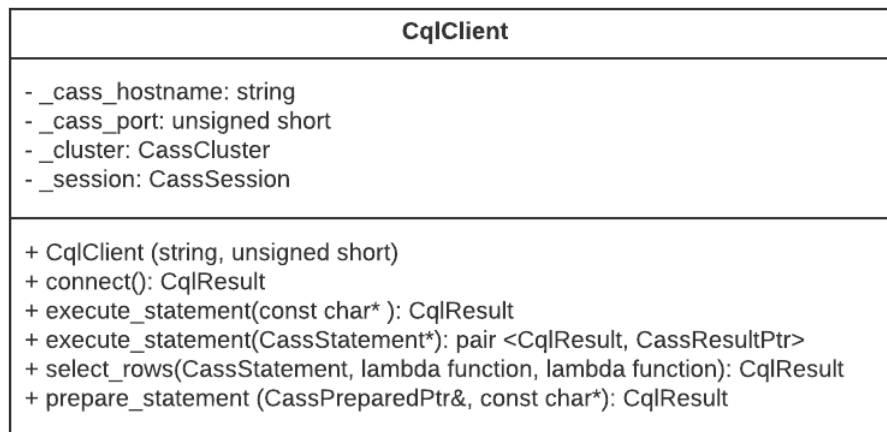 CqlClient
- _cass_hostname: string
- _cass_port: unsigned short
- _cluster: CassCluster
- _session: CassSession
+ CqlClient (string, unsigned short)
+ connect(): CqlResult
+ execute_statement(const char* ): CqlResult
+ execute_statement(CassStatement*): pair <CqlResult, CassResultPtr>
+ select_rows(CassStatement, lambda function, lambda function): CqlResult
+ prepare_statement (CassPreparedPtr&, const char*): CqlResult